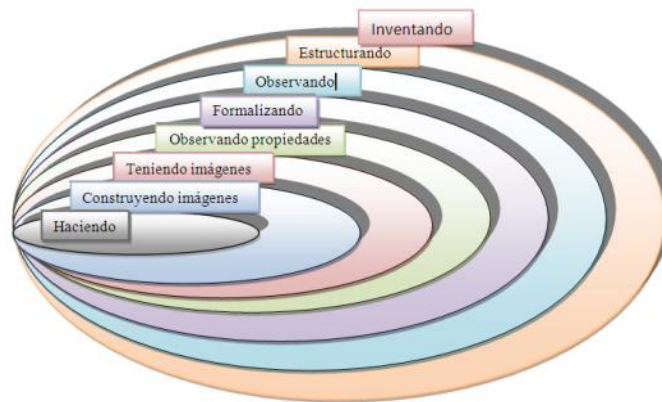 Inventando
Estructurando
Observando
Formalizando
Observando propiedades
Teniendo imágenes
Construyendo imágenes
Haciendo